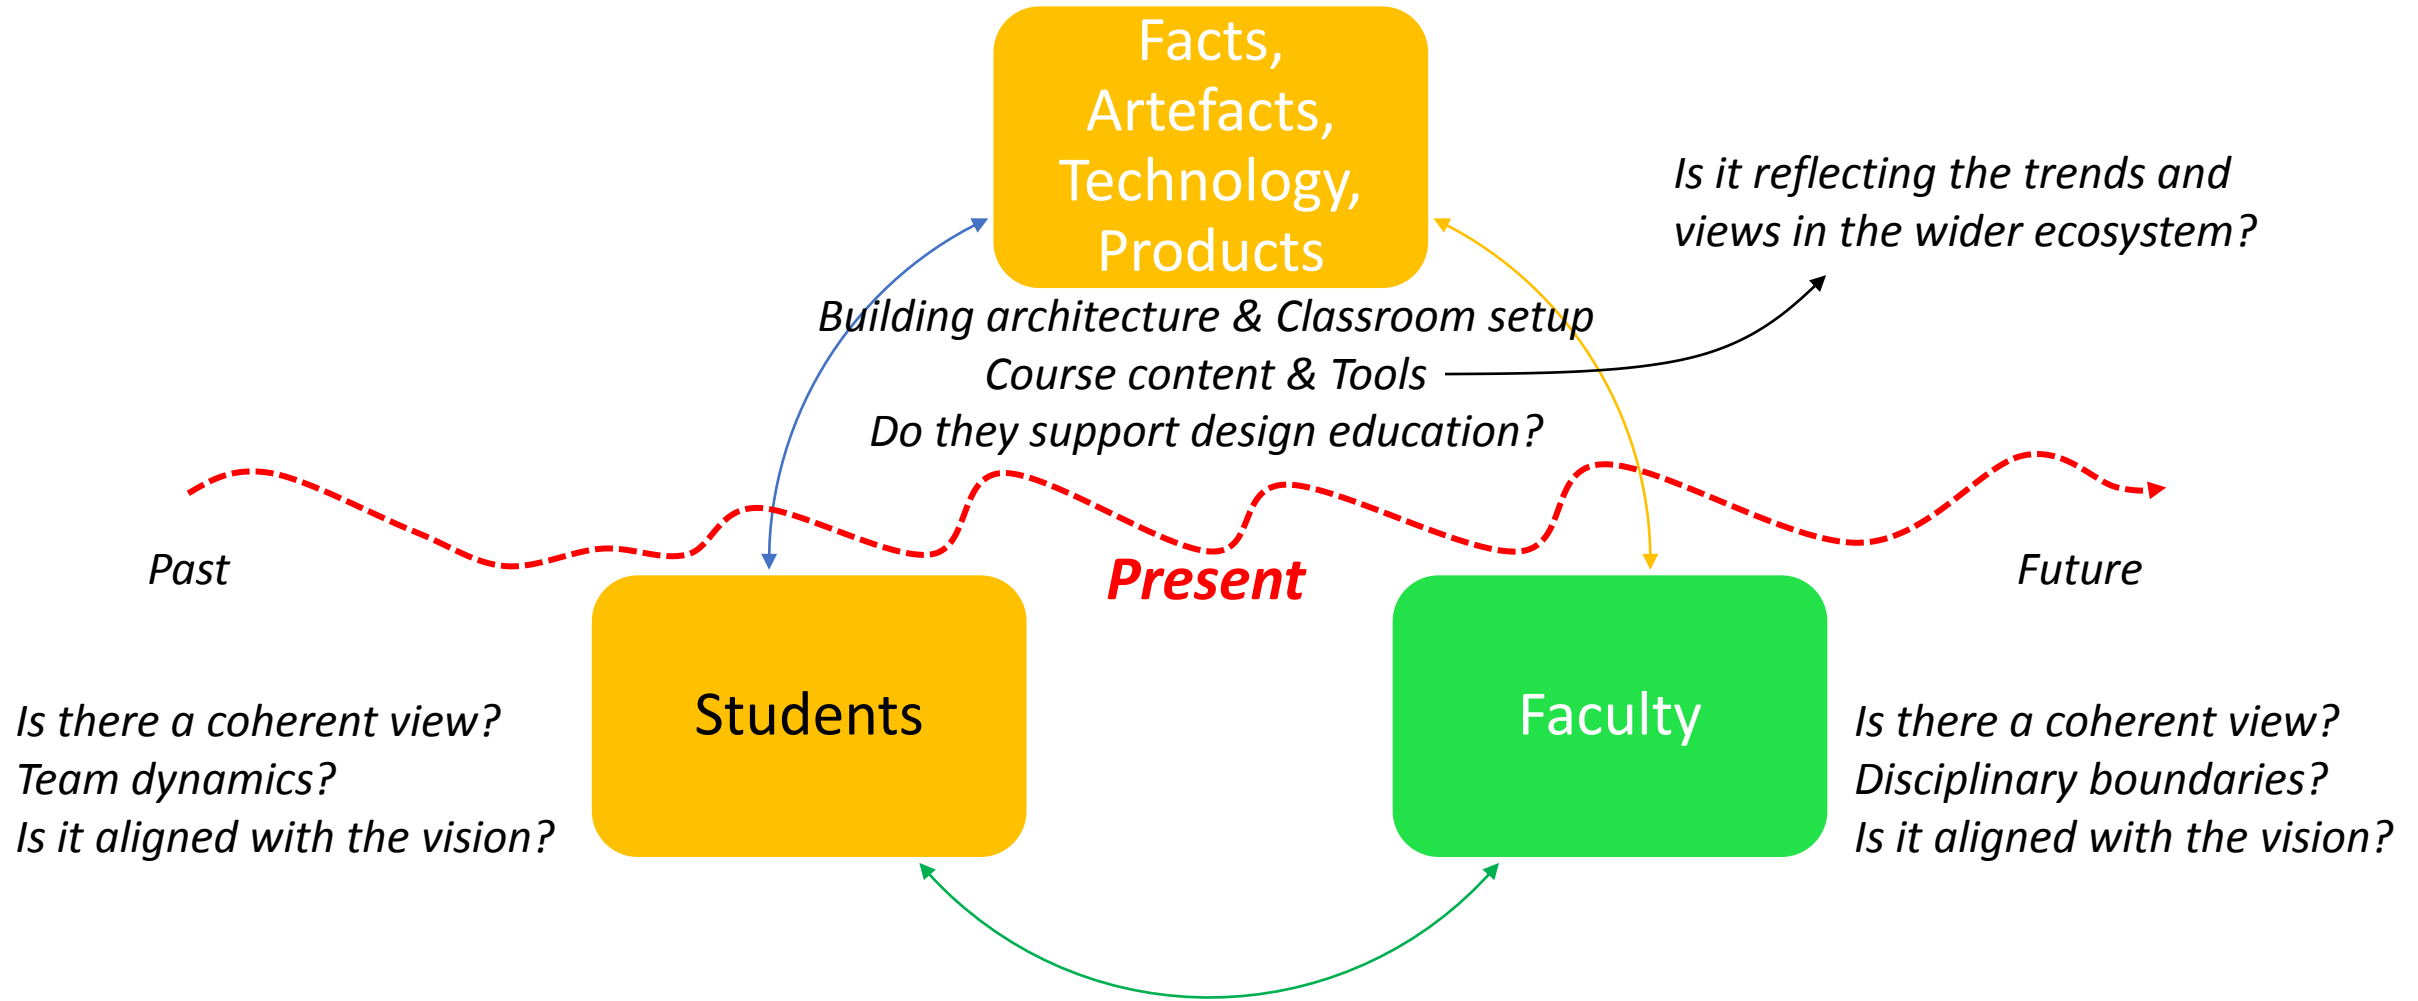 Facts,
Artefacts,
Technology,
Products
Is it reflecting the trends and
views in the wider ecosystem?
Building architecture & Classroom setup
Course content & Tools
Do they support design education?
Past
Present
Future
Students
Faculty
Is there a coherent view?
Team dynamics?
Is it aligned with the vision?
Is there a coherent view?
Disciplinary boundaries?
Is it aligned with the vision?